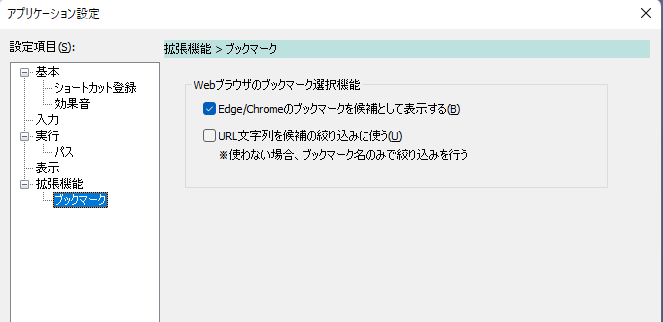 アプリケーション設定
設定項目(S):
基本
ショートカット登録
効果音
入力
実行
パス
表示
拡張機能
ブックマーク
拡張機能 > ブックマーク
Webブラウザのブックマーク選択機能
Edge/Chromeのブックマークを候補として表示する(B)
URL文字列を候補の絞り込みに使う(U)
※使わない場合、ブックマーク名のみで絞り込みを行う